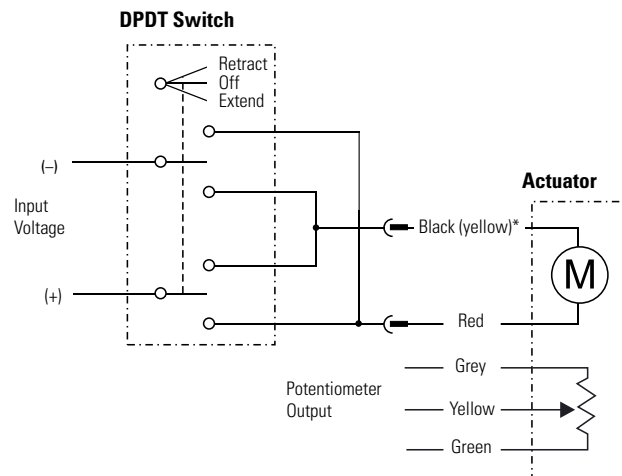 DPDT Switch
Retract
Off
Extend
(–)
Input
Voltage
(+)
Actuator
Black (yellow)*
M
Red
Grey
Potentiometer
Output
Yellow
Green